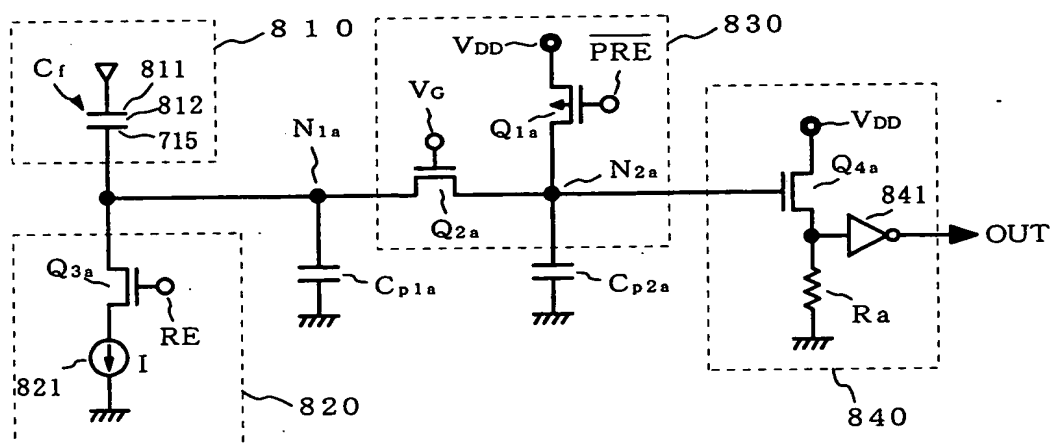 810
830
Cf
811
812
715
VDD
PRE
VG
Q1a
N1a
N2a
Q2a
VDD
Q4a
841
OUT
Q3a
RE
Cp1a
Cp2a
Ra
821
I
820
840